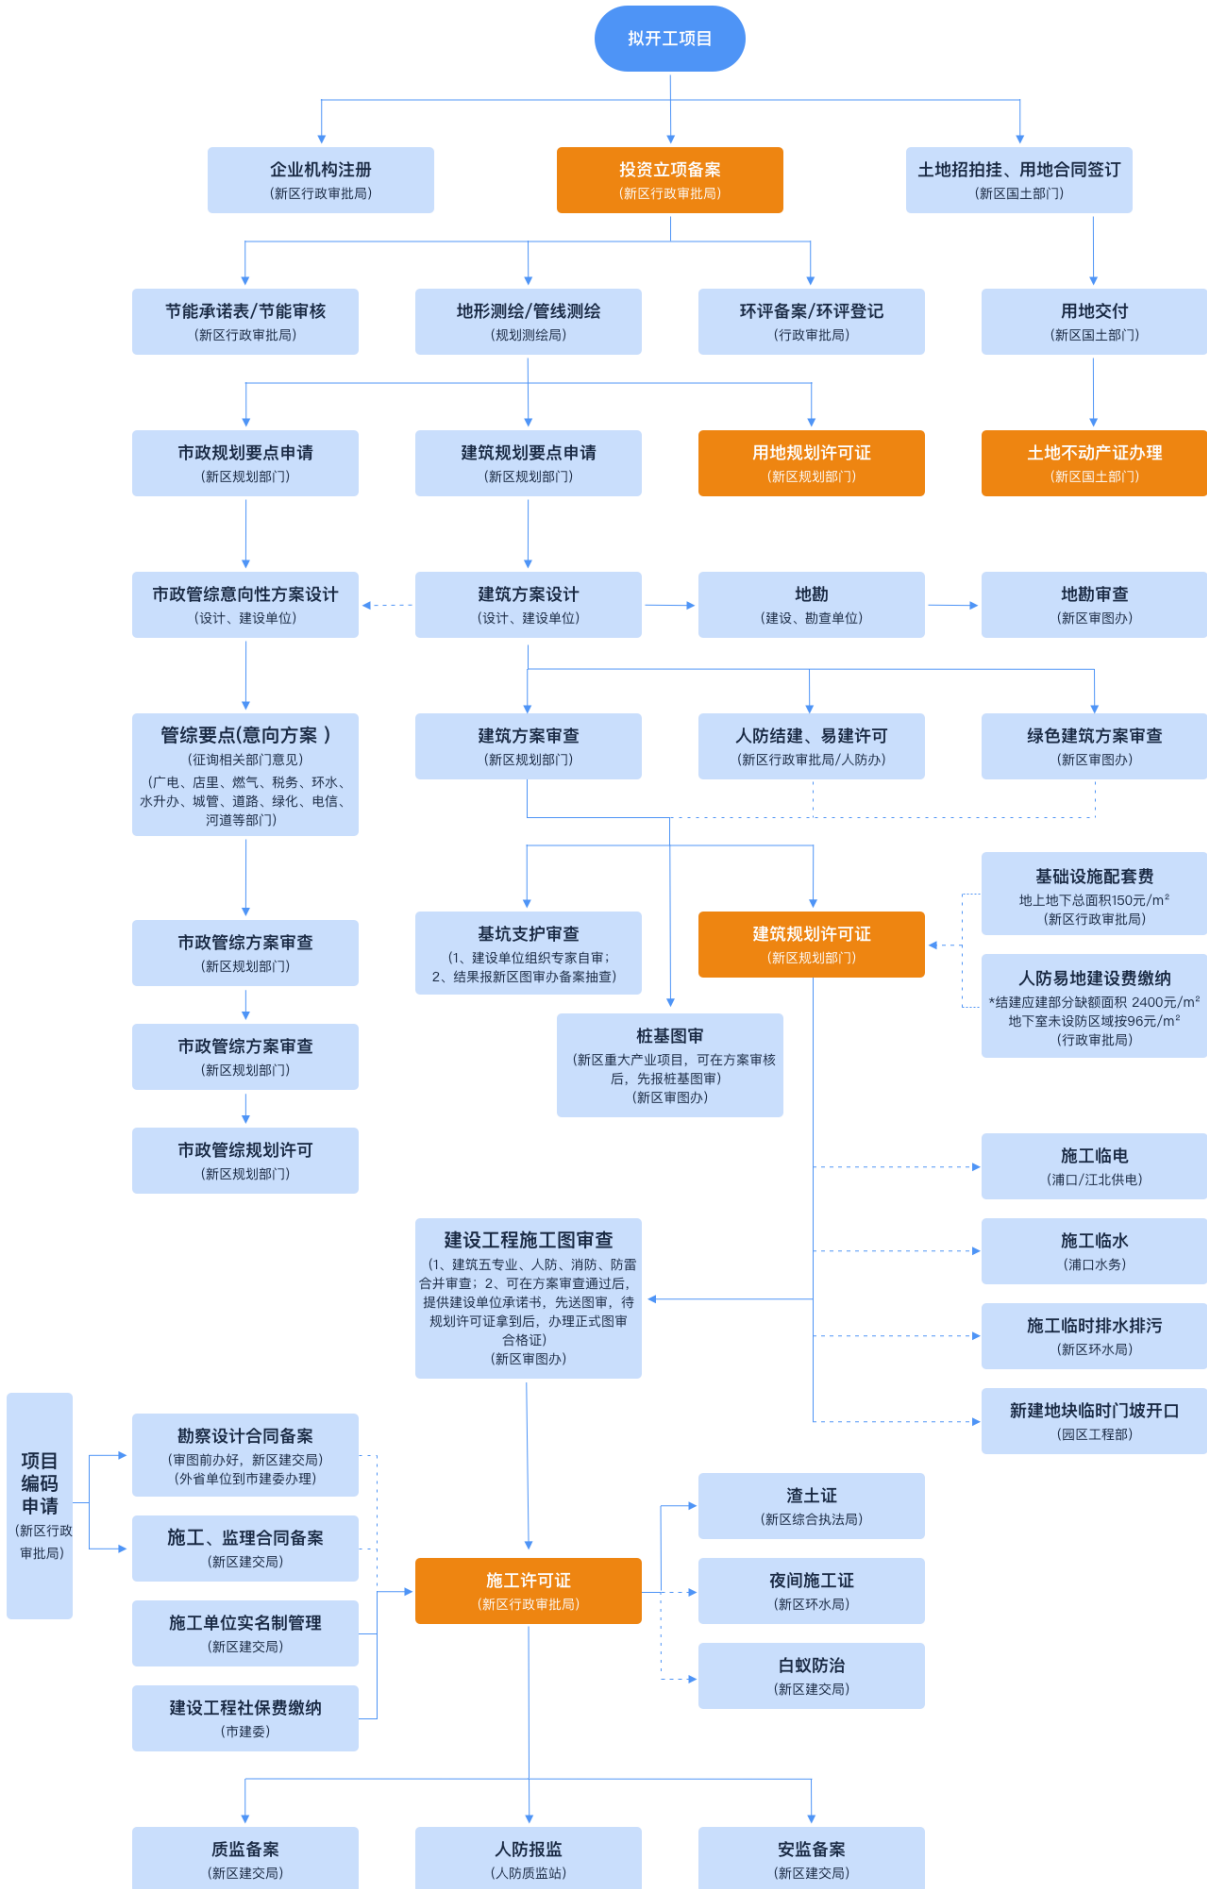 拟开工项目
企业机构注册
(新区行政审批局)
投资立项备案
(新区行政审批局)
土地招拍挂、用地合同签订
(新区国土部门)
节能承诺表/节能审核
(新区行政审批局)
地形测绘/管线测绘
(规划测绘局)
环评备案/环评登记
(行政审批局)
用地交付
(新区国土部门)
市政规划要点申请
(新区规划部门)
建筑规划要点申请
(新区规划部门)
用地规划许可证
(新区规划部门)
土地不动产证办理
(新区国土部门)
市政管综意向性方案设计
(设计、建设单位)
建筑方案设计
(设计、建设单位)
地勘
(建设、勘查单位)
地勘审查
(新区审图办)
管综要点(意向方案 )
(征询相关部门意见)
(广电、店里、燃气、税务、环水、
水升办、城管、道路、绿化、电信、
河道等部门)
建筑方案审查
(新区规划部门)
人防结建、易建许可
(新区行政审批局/人防办)
绿色建筑方案审查
(新区审图办)
市政管综方案审查
(新区规划部门)
基坑支护审查
(1、建设单位组织专家自审;
2、结果报新区图审办备案抽查)
建筑规划许可证
(新区规划部门)
基础设施配套费
地上地下总面积150元/m²
(新区行政审批局)
人防易地建设费缴纳
*结建应建部分缺额面积 2400元/m²
地下室未设防区域按96元/m²
(行政审批局)
市政管综方案审查
(新区规划部门)
桩基图审
(新区重大产业项目，可在方案审核
后，先报桩基图审)
(新区审图办)
市政管综规划许可
(新区规划部门)
施工临电
(浦口/江北供电)
建设工程施工图审查
(1、建筑五专业、人防、消防、防雷
合并审查；2、可在方案审查通过后，
提供建设单位承诺书，先送图审，待
规划许可证拿到后，办理正式图审
合格证)
(新区审图办)
施工临水
(浦口水务)
施工临时排水排污
(新区环水局)
新建地块临时门坡开口
(园区工程部)
项目
编码
申请
(新区行政
审批局)
勘察设计合同备案
(审图前办好，新区建交局)
(外省单位到市建委办理)
施工、监理合同备案
(新区建交局)
施工单位实名制管理
(新区建交局)
建设工程社保费缴纳
(市建委)
施工许可证
(新区行政审批局)
渣土证
(新区综合执法局)
夜间施工证
(新区环水局)
白蚁防治
(新区建交局)
质监备案
(新区建交局)
人防报监
(人防质监站)
安监备案
(新区建交局)